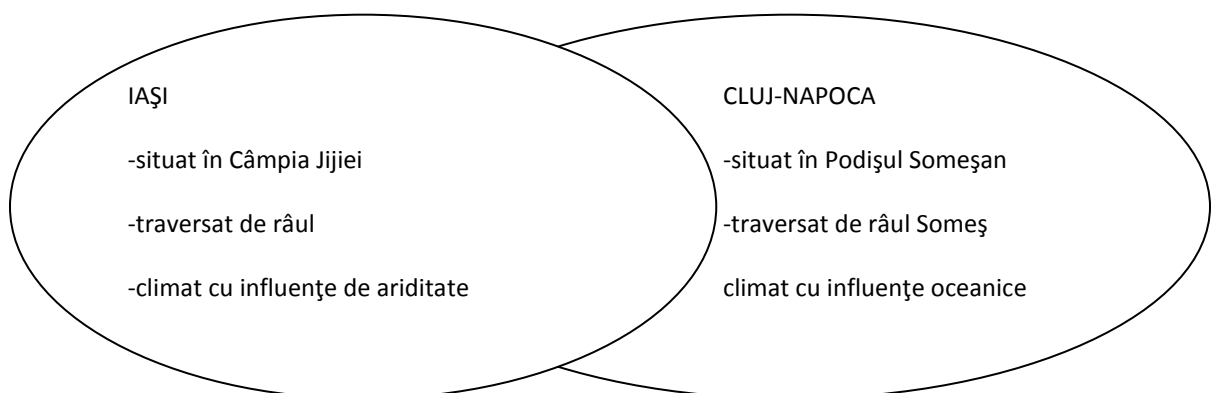 IAŞI
-situat în Câmpia Jijiei
-traversat de râul
-climat cu influenţe de ariditate
CLUJ-NAPOCA
-situat în Podişul Someşan
-traversat de râul Someş
climat cu influenţe oceanice